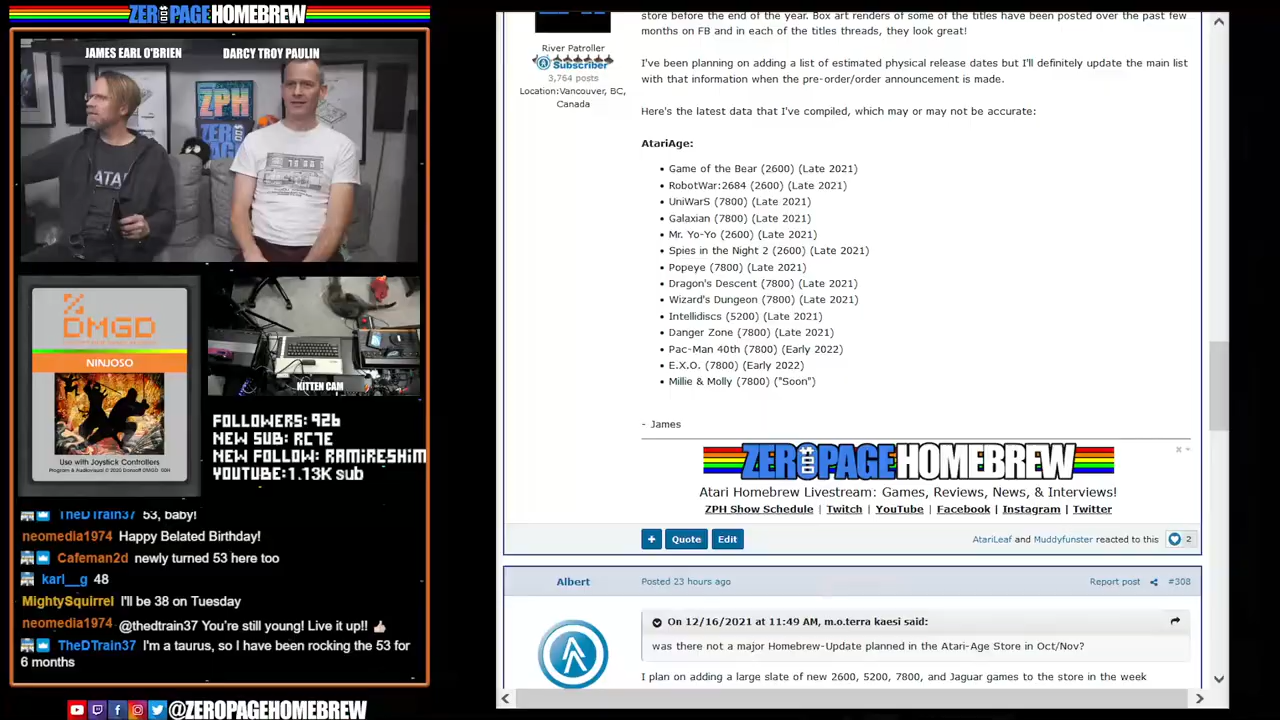 ZEROPAGEHOMEBREW
JAMES EARL O'BRIEN
DARCY TROY PAULIN
ATARI
ZPH
DMGD
NINJOSO
Use with Joystick Controllers
KITTEN CAM
FOLLOWERS: 926
NEW SUB: RC7E
NEW FOLLOW: RAMIRESHIM
YOUTUBE: 1.13K sub
TheDTrain37 53, baby!
neomedia1974 Happy Belated Birthday!
Cafeman2d newly turned 53 here too
karl__g 48
MightySquirrel I'll be 38 on Tuesday
neomedia1974 @thedtrain37 You're still young! Live it up!! 👍🏻
TheDTrain37 I'm a taurus, so I have been rocking the 53 for
6 months
@ZEROPAGEHOMEBREW
River Patroller
Subscriber
3,764 posts
Location:Vancouver, BC,
Canada
store before the end of the year. Box art renders of some of the titles have been posted over the past few
months on FB and in each of the titles threads, they look great!
I've been planning on adding a list of estimated physical release dates but I'll definitely update the main list
with that information when the pre-order/order announcement is made.
Here's the latest data that I've compiled, which may or may not be accurate:
AtariAge:
• Game of the Bear (2600) (Late 2021)
• RobotWar:2684 (2600) (Late 2021)
• UniWarS (7800) (Late 2021)
• Galaxian (7800) (Late 2021)
• Mr. Yo-Yo (2600) (Late 2021)
• Spies in the Night 2 (2600) (Late 2021)
• Popeye (7800) (Late 2021)
• Dragon's Descent (7800) (Late 2021)
• Wizard's Dungeon (7800) (Late 2021)
• Intellidiscs (5200) (Late 2021)
• Danger Zone (7800) (Late 2021)
• Pac-Man 40th (7800) (Early 2022)
• E.X.O. (7800) (Early 2022)
• Millie & Molly (7800) ("Soon")
- James
ZEROPAGEHOMEBREW
Atari Homebrew Livestream: Games, Reviews, News, & Interviews!
ZPH Show Schedule | Twitch | YouTube | Facebook | Instagram | Twitter
+ Quote Edit
AtariLeaf and Muddyfunster reacted to this 2
Albert
Posted 23 hours ago
Report post #308
On 12/16/2021 at 11:49 AM, m.o.terra kaesi said:
was there not a major Homebrew-Update planned in the Atari-Age Store in Oct/Nov?
I plan on adding a large slate of new 2600, 5200, 7800, and Jaguar games to the store in the week